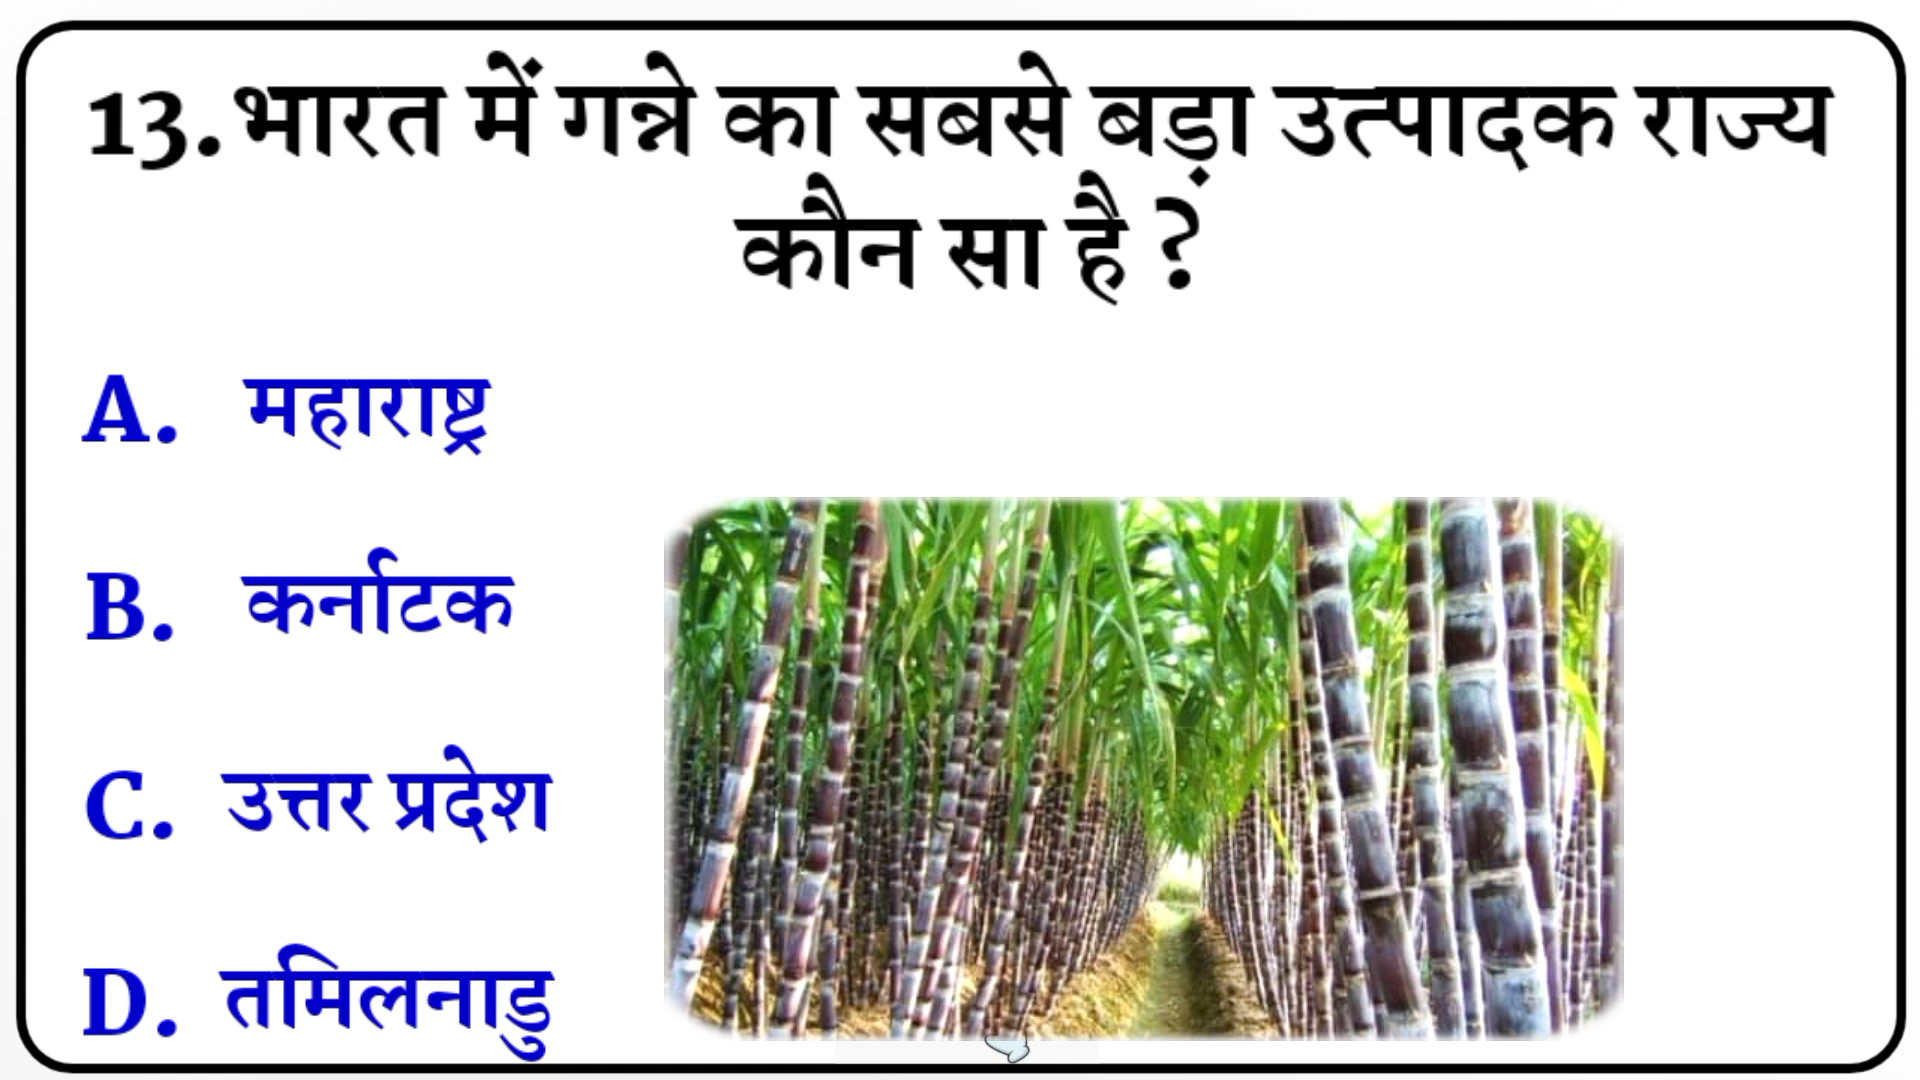 13.भारत में गन्ने का सबसे बड़ा उत्पादक राज्य
कौन सा है ?
A. महाराष्ट्र
B. कर्नाटक
C. उत्तर प्रदेश
D. तमिलनाडु